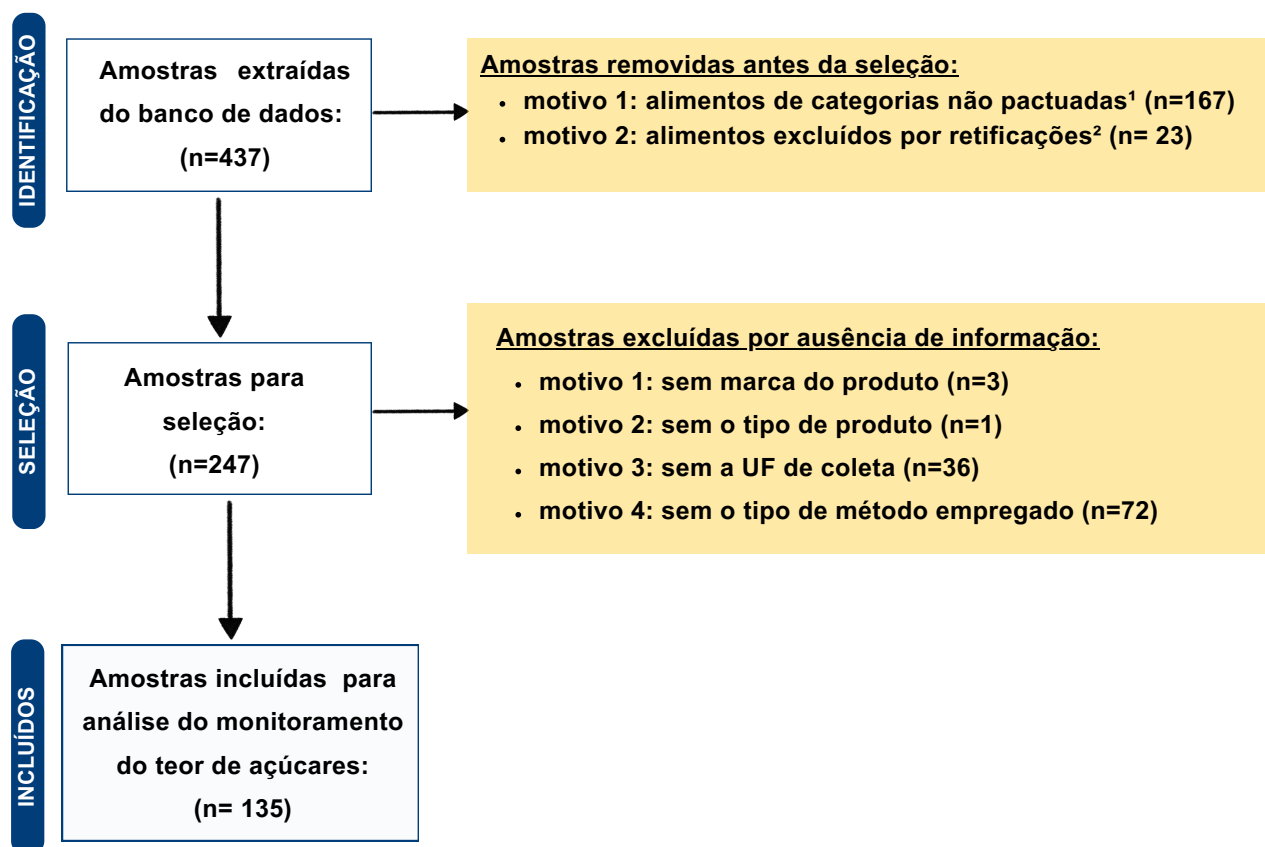 IDENTIFICAÇÃO
Amostras extraídas
do banco de dados:
(n=437)
Amostras removidas antes da seleção:
• motivo 1: alimentos de categorias não pactuadas¹ (n=167)
• motivo 2: alimentos excluídos por retificações² (n= 23)
SELEÇÃO
Amostras para
seleção:
(n=247)
Amostras excluídas por ausência de informação:
• motivo 1: sem marca do produto (n=3)
• motivo 2: sem o tipo de produto (n=1)
• motivo 3: sem a UF de coleta (n=36)
• motivo 4: sem o tipo de método empregado (n=72)
INCLUÍDOS
Amostras incluídas para
análise do monitoramento
do teor de açúcares:
(n= 135)